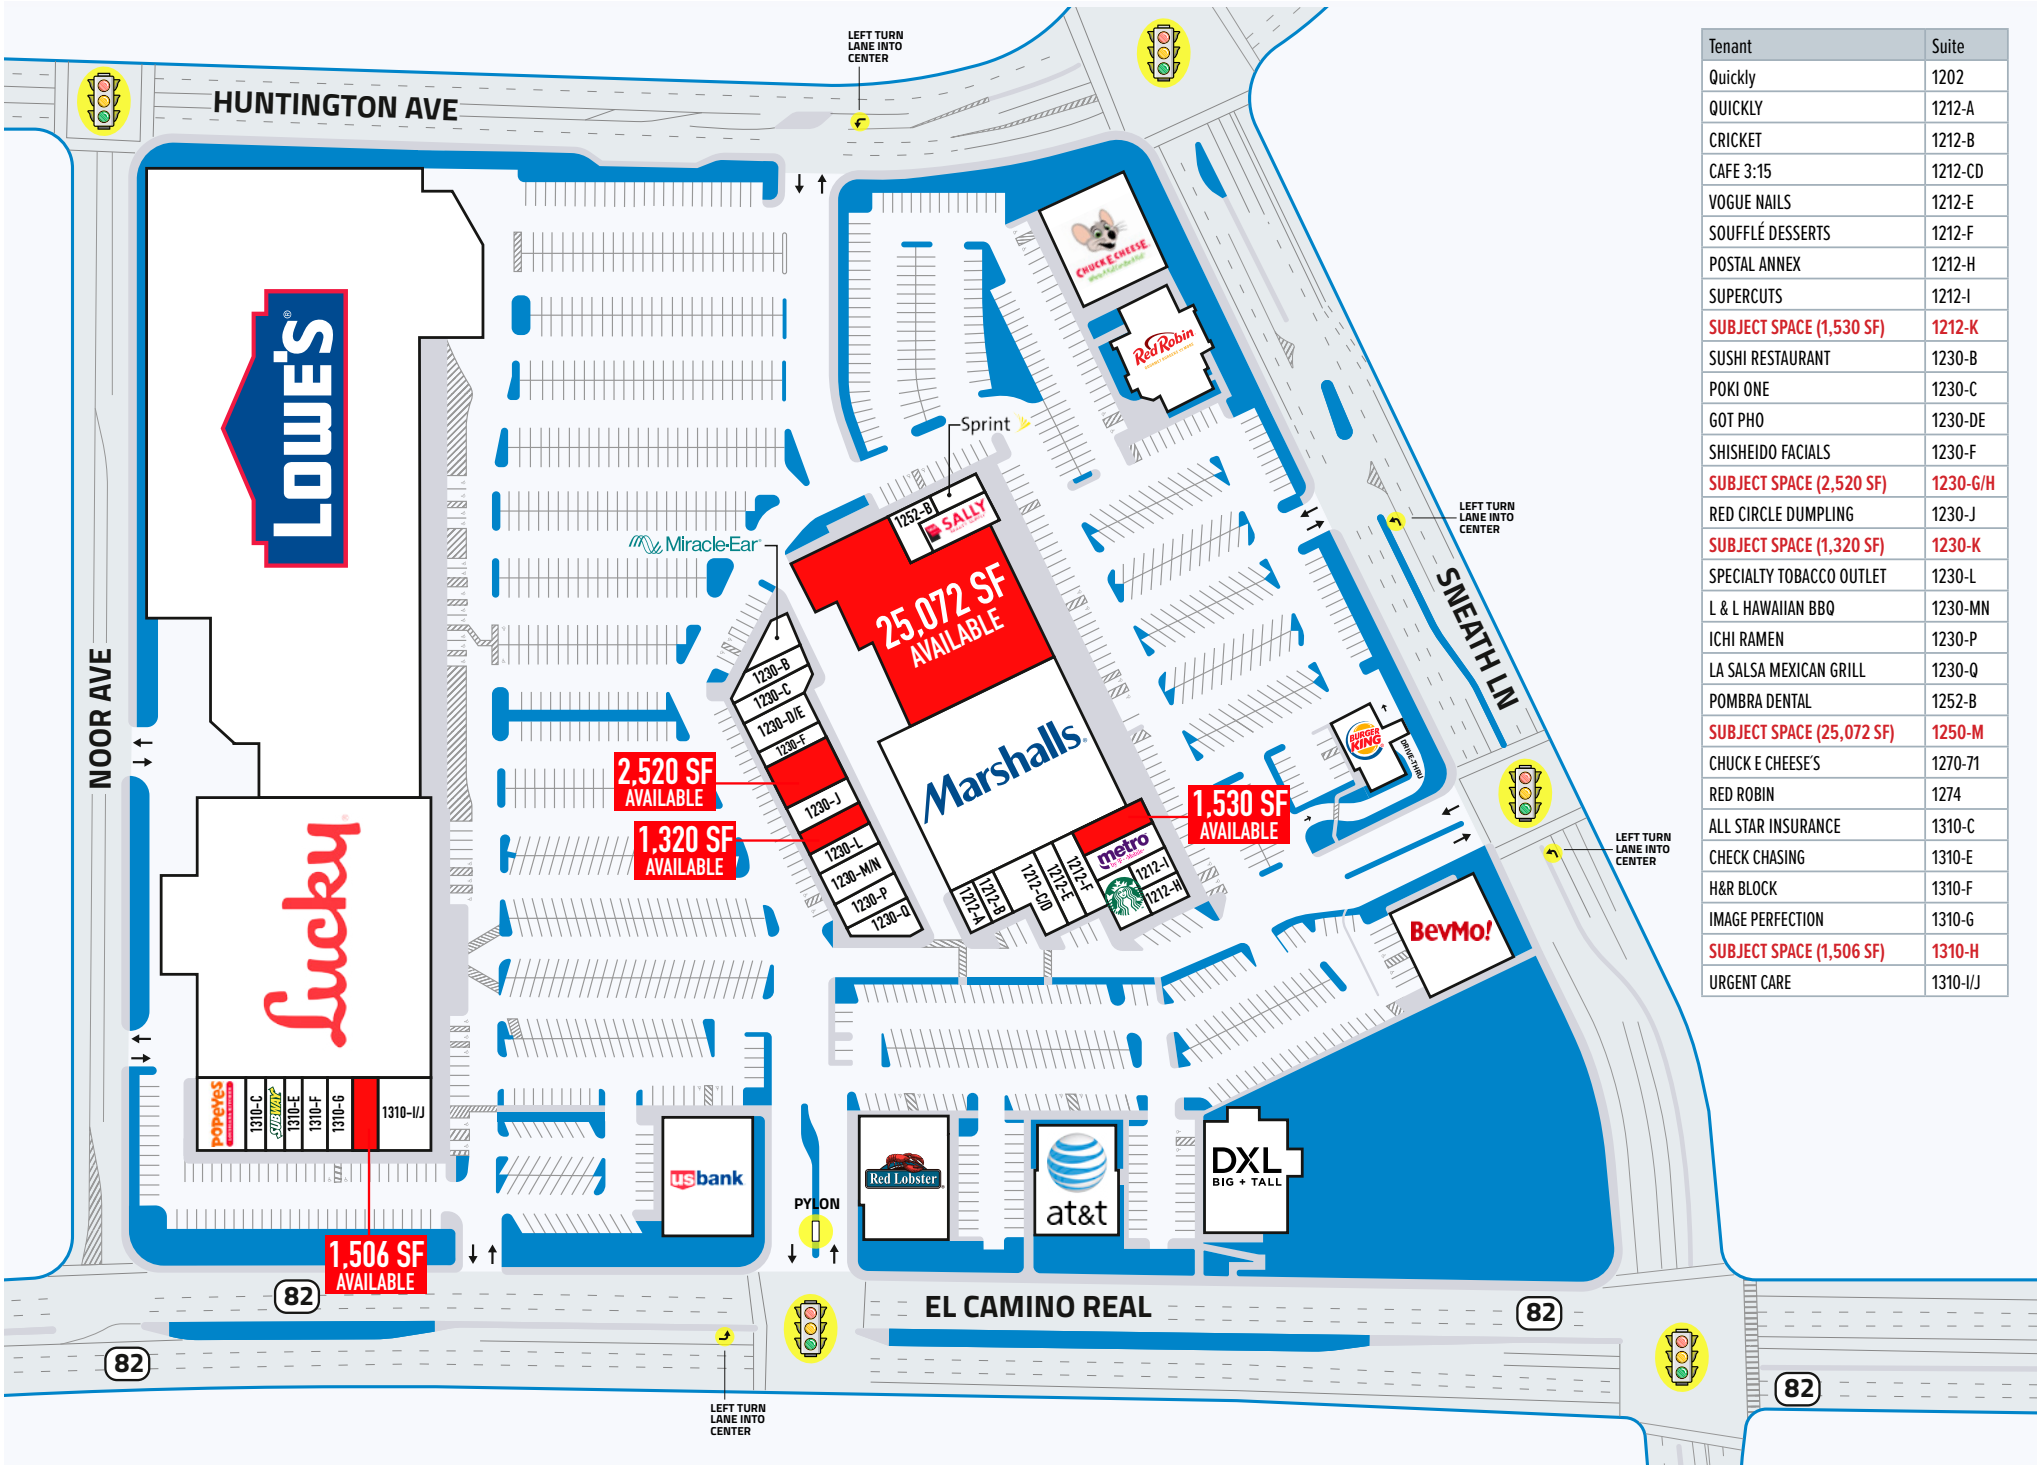 LEFT TURN
LANE INTO
CENTER
HUNTINGTON AVE
Tenant Suite
Quickly 1202
QUICKLY 1212-A
CRICKET 1212-B
CAFE 3:15 1212-CD
VOGUE NAILS 1212-E
SOUFFLÉ DESSERTS 1212-F
POSTAL ANNEX 1212-H
SUPERCUTS 1212-I
SUBJECT SPACE (1,530 SF) 1212-K
SUSHI RESTAURANT 1230-B
POKI ONE 1230-C
GOT PHO 1230-DE
SHISHEIDO FACIALS 1230-F
SUBJECT SPACE (2,520 SF) 1230-G/H
RED CIRCLE DUMPLING 1230-J
SUBJECT SPACE (1,320 SF) 1230-K
SPECIALTY TOBACCO OUTLET 1230-L
L & L HAWAIIAN BBQ 1230-MN
ICHI RAMEN 1230-P
LA SALSA MEXICAN GRILL 1230-Q
POMBRA DENTAL 1252-B
SUBJECT SPACE (25,072 SF) 1250-M
CHUCK E CHEESE'S 1270-71
RED ROBIN 1274
ALL STAR INSURANCE 1310-C
CHECK CHASING 1310-E
H&R BLOCK 1310-F
IMAGE PERFECTION 1310-G
SUBJECT SPACE (1,506 SF) 1310-H
URGENT CARE 1310-I/J
CHUCK E CHEESE
Red Robin
LOWE'S
Sprint
1252-B
SALLY
Miracle-Ear
25,072 SF
AVAILABLE
LEFT TURN
LANE INTO
CENTER
SNEATH LN
NOOR AVE
1230-B
1230-C
1230-D/E
1230-F
2,520 SF
AVAILABLE
1230-J
1,320 SF
AVAILABLE
1230-L
1230-M/N
1230-P
1230-Q
Marshalls
BURGER
KING
DRIVE-THRU
1,530 SF
AVAILABLE
metro
1212-I
1212-H
1212-F
1212-E
1212-C/D
1212-B
1212-A
LEFT TURN
LANE INTO
CENTER
BevMo!
Lucky
POPEYES
1310-C
SUBWAY
1310-E
1310-F
1310-G
1310-I/J
1,506 SF
AVAILABLE
usbank
PYLON
Red Lobster
at&t
DXL
BIG + TALL
82
EL CAMINO REAL
82
82
82
LEFT TURN
LANE INTO
CENTER